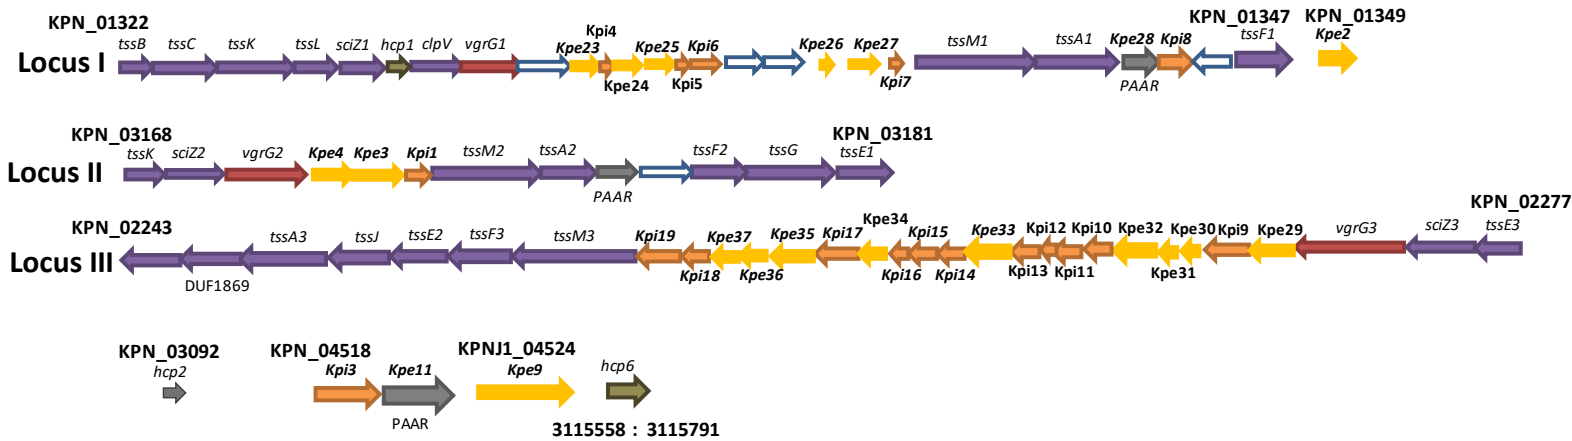 KPN_01322 KPN_01347 KPN_01349
tssB tssC tssK tssL sciZ1 hcp1 clpV vgrG1 Kpe23 Kpi4 Kpe25 Kpi6 Kpe26 Kpe27 tssM1 tssA1 Kpe28 Kpi8 tssF1 Kpe2
Locus I
Kpe24 Kpi5 Kpi7 PAAR
KPN_03168 KPN_03181
tssK sciZ2 vgrG2 Kpe4 Kpe3 Kpi1 tssM2 tssA2 tssF2 tssG tssE1
Locus II
PAAR
KPN_02243 KPN_02277
tssA3 tssJ tssE2 tssF3 tssM3 Kpi19 Kpe37 Kpe35 Kpi17 Kpe34 Kpi15 Kpe33 Kpi12 Kpi10 Kpe32 Kpe30 Kpi9 Kpe29 vgrG3 sciZ3 tssE3
Locus III
DUF1869 Kpi18 Kpe36 Kpi16 Kpi14 Kpi13 Kpi11 Kpe31
KPN_03092 KPN_04518 KPNJ1_04524
hcp2 Kpi3 Kpe11 Kpe9 hcp6
PAAR
3115558 : 3115791